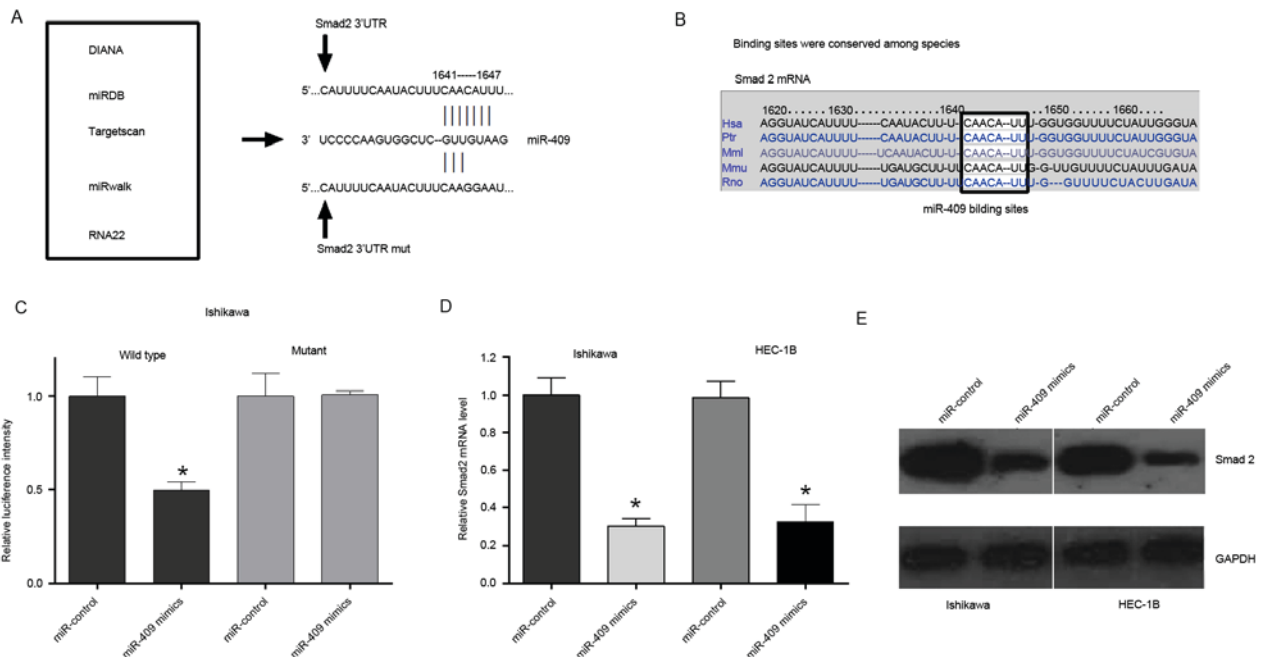 A
DIANA
miRDB
Targetscan
miRwalk
RNA22
Smad2 3'UTR
1641-----1647
5'...CAUUUUCAAUACUUUCAACAUUU...
3' UCCCCAAGUGGCUC--GUUGUAAG miR-409
5'...CAUUUUCAAUACUUUCAAGGAAU...
Smad2 3'UTR mut
B
Binding sites were conserved among species
Smad 2 mRNA
1620.......1630............1640............1650.......1660....
Hsa AGGUAUCAUUUU------CAAUACUU-U-CAACA--UUU-GGUGGUUUUCUAUUGGGUA
Ptr AGGUAUCAUUUU------CAAUACUU-U-CAACA--UUU-GGUGGUUUUCUAUUGGGUA
Mml AGGUAUCAUUUU-----UCAAUACUU-U-CAACA--UUU-GGUGGUUUUCUAUCGUGUA
Mmu AGGUAUCAUUUU------UGAUGCUU-UUCAACA--UUUG-G-UUGUUUUCUAUUUGAUA
Rno AGGUAUCAUUUU------UGAUGCUU-UUCAACA--UUU-G---GUUUUCUACUUGAUA
miR-409 bilding sites
C
Ishikawa
Wild type
Mutant
Relative luciference intensity
1.0
0.5
0.0
*
miR-control
miR-409 mimics
miR-control
miR-409 mimics
D
Ishikawa
HEC-1B
Relative Smad2 mRNA level
1.2
1.0
0.8
0.6
0.4
0.2
0.0
*
*
miR-control
miR-409 mimics
miR-control
miR-409 mimics
E
miR-control
miR-409 mimics
miR-control
miR-409 mimics
Smad 2
GAPDH
Ishikawa
HEC-1B